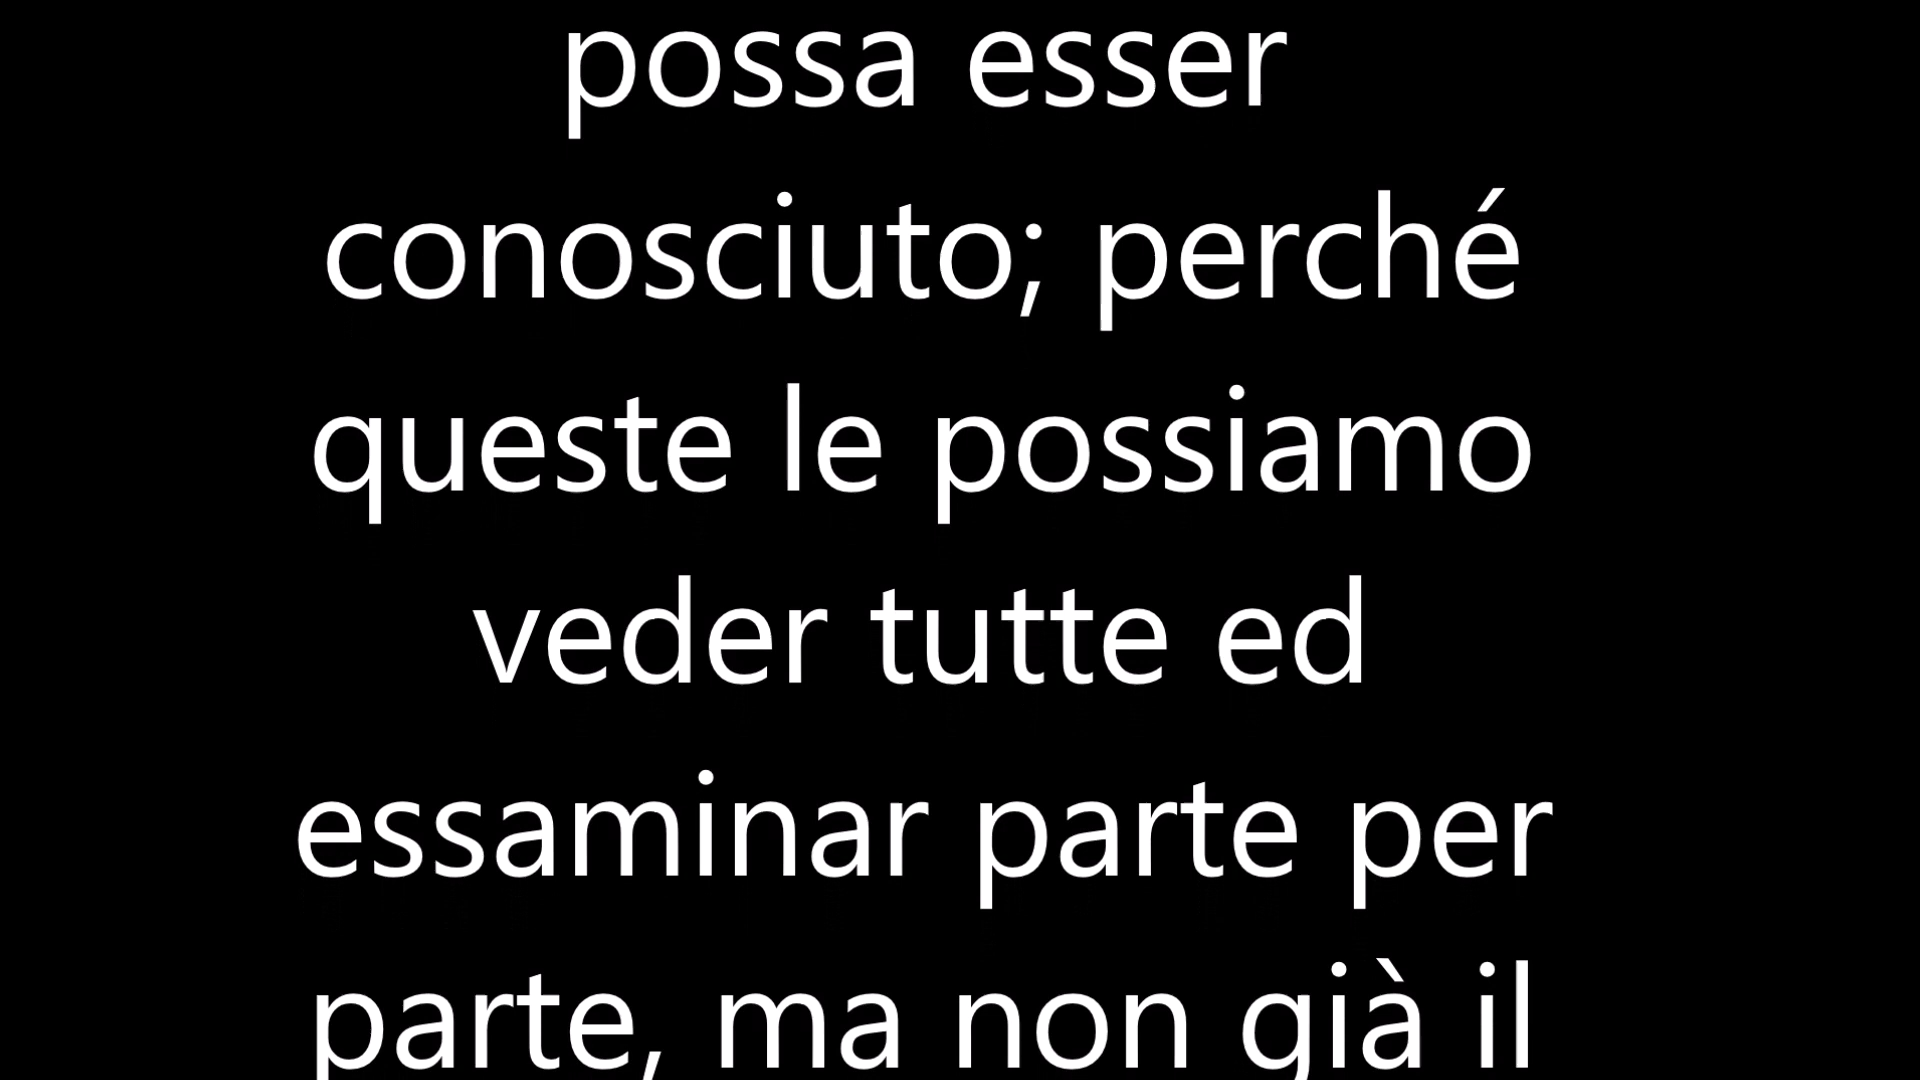 possa esser
conosciuto; perché
queste le possiamo
veder tutte ed
essaminar parte per
parte, ma non già il